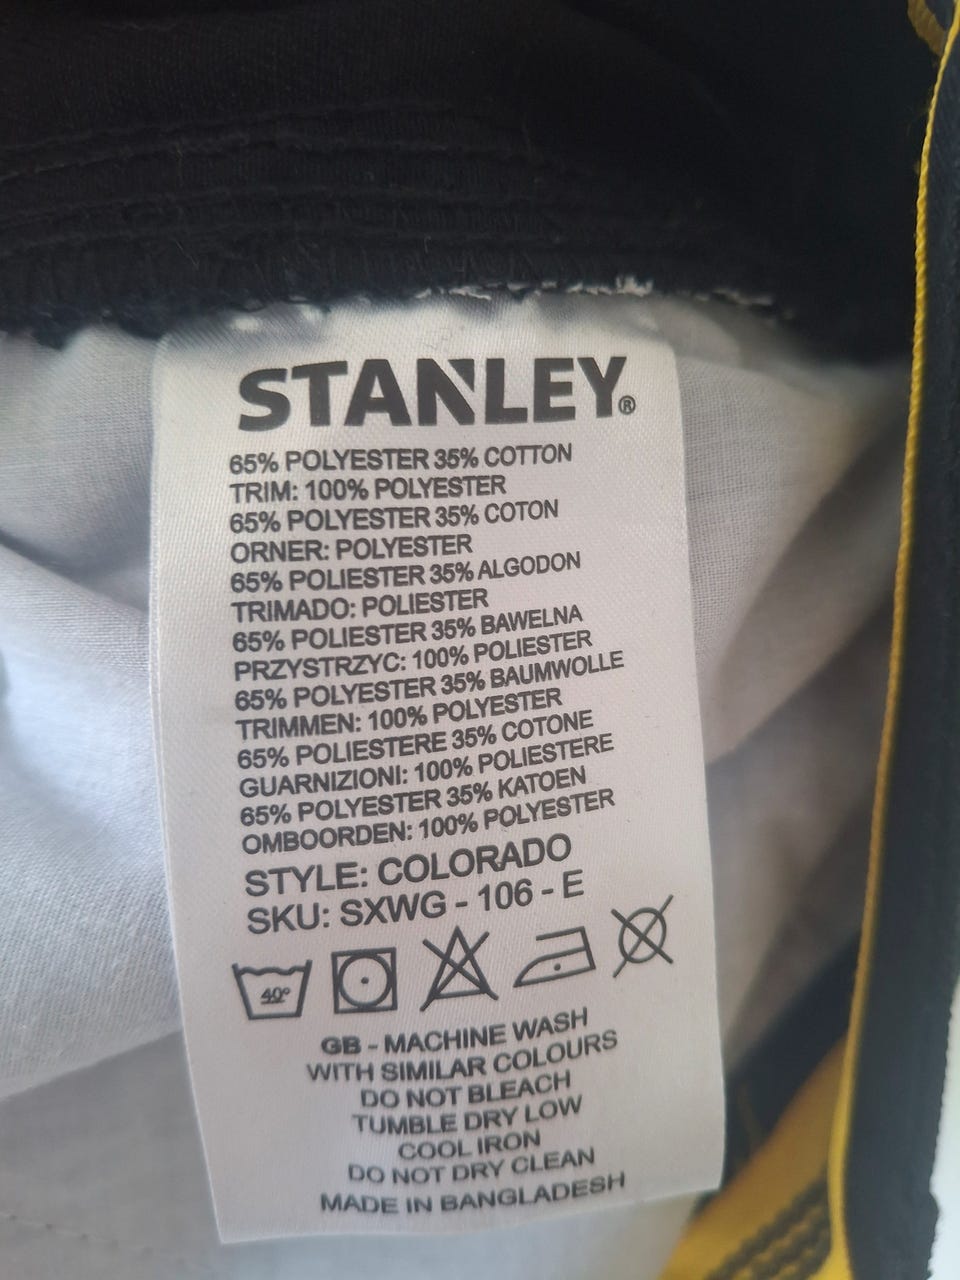 STANLEY®
65% POLYESTER 35% COTTON
TRIM: 100% POLYESTER
65% POLYESTER 35% COTON
ORNER: POLYESTER
65% POLIESTER 35% ALGODON
TRIMADO: POLIESTER
65% POLIESTER 35% BAWELNA
PRZYSTRZYC: 100% POLIESTER
65% POLYESTER 35% BAUMWOLLE
TRIMMEN: 100% POLYESTER
65% POLIESTERE 35% COTONE
GUARNIZIONI: 100% POLIESTERE
65% POLYESTER 35% KATOEN
OMBOORDEN: 100% POLYESTER
STYLE: COLORADO
SKU: SXWG - 106 - E
40°
GB - MACHINE WASH
WITH SIMILAR COLOURS
DO NOT BLEACH
TUMBLE DRY LOW
COOL IRON
DO NOT DRY CLEAN
MADE IN BANGLADESH